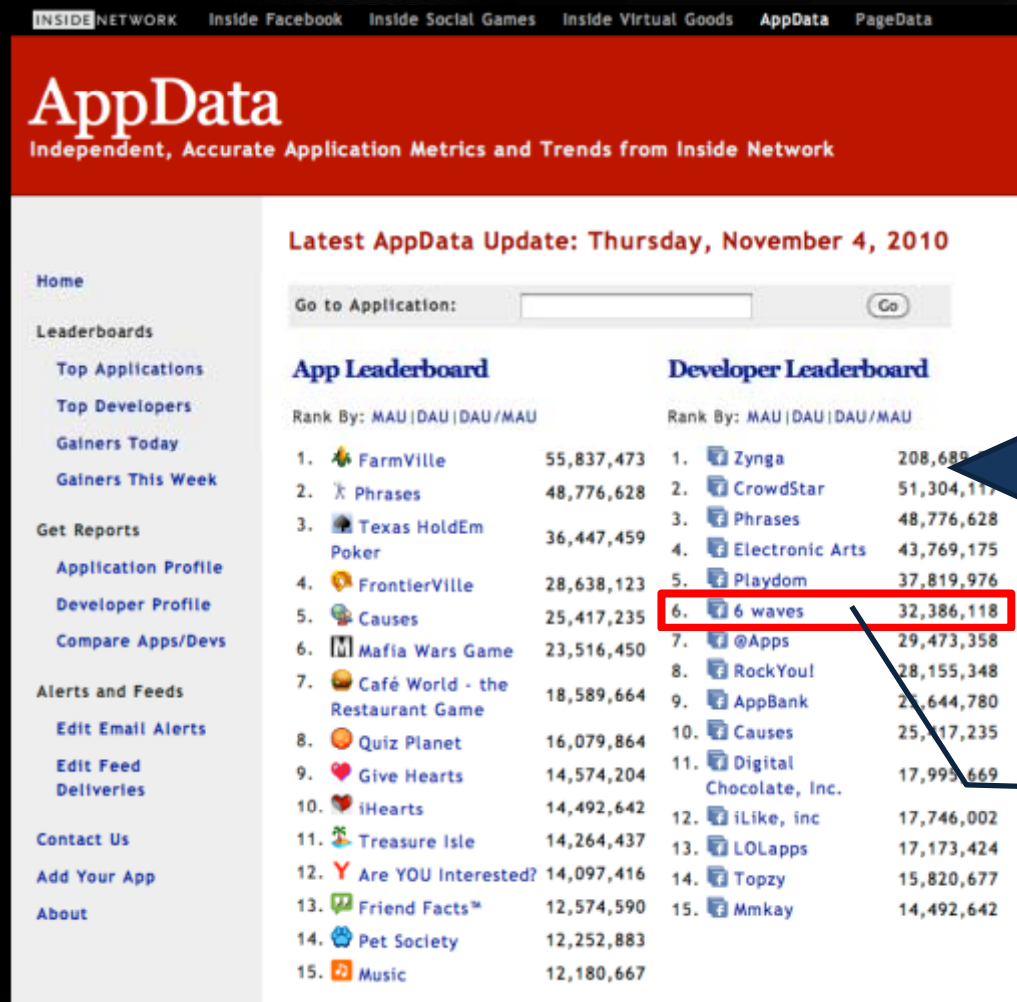 INSIDE NETWORK Inside Facebook Inside Social Games Inside Virtual Goods AppData PageData
AppData
Independent, Accurate Application Metrics and Trends from Inside Network
Latest AppData Update: Thursday, November 4, 2010
Home
Leaderboards
Top Applications
Top Developers
Gainers Today
Gainers This Week
Get Reports
Application Profile
Developer Profile
Compare Apps/Devs
Alerts and Feeds
Edit Email Alerts
Edit Feed
Deliveries
Contact Us
Add Your App
About
Go to Application: Go
App Leaderboard
Rank By: MAU|DAU|DAU/MAU
1. FarmVille 55,837,473
2. Phrases 48,776,628
3. Texas HoldEm
Poker 36,447,459
4. FrontierVille 28,638,123
5. Causes 25,417,235
6. Mafia Wars Game 23,516,450
7. Café World - the
Restaurant Game 18,589,664
8. Quiz Planet 16,079,864
9. Give Hearts 14,574,204
10. iHearts 14,492,642
11. Treasure Isle 14,264,437
12. Are YOU Interested? 14,097,416
13. Friend Facts™ 12,574,590
14. Pet Society 12,252,883
15. Music 12,180,667
Developer Leaderboard
Rank By: MAU|DAU|DAU/MAU
1. Zynga
2. CrowdStar 51,304,117
3. Phrases 48,776,628
4. Electronic Arts 43,769,175
5. Playdom 37,819,976
6. 6 waves 32,386,118
7. @Apps 29,473,358
8. RockYou! 28,155,348
9. AppBank 25,644,780
10. Causes 25,417,235
11. Digital
Chocolate, Inc. 17,995,669
12. iLike, inc 17,746,002
13. LOLapps 17,173,424
14. Topzy 15,820,677
15. Mmkay 14,492,642